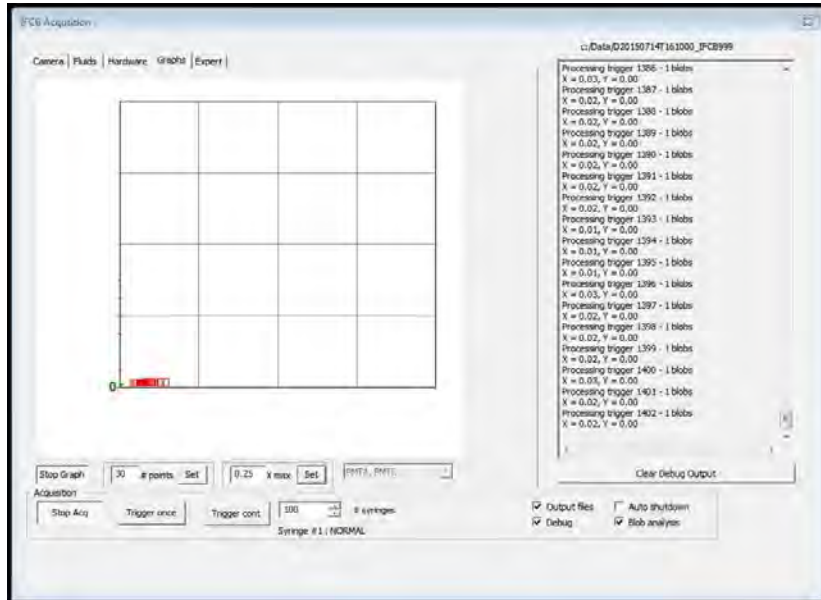 IFCB Acquisition
c:/Data/D20150714T161000_IFCB999
Camera Fluids Hardware Graphs Expert
0
Processing trigger 1386 - 1 blobs
X = 0.03, Y = 0.00
Processing trigger 1387 - 1 blobs
X = 0.02, Y = 0.00
Processing trigger 1388 - 1 blobs
X = 0.02, Y = 0.00
Processing trigger 1389 - 1 blobs
X = 0.02, Y = 0.00
Processing trigger 1390 - 1 blobs
X = 0.02, Y = 0.00
Processing trigger 1391 - 1 blobs
X = 0.02, Y = 0.00
Processing trigger 1392 - 1 blobs
X = 0.02, Y = 0.00
Processing trigger 1393 - 1 blobs
X = 0.01, Y = 0.00
Processing trigger 1394 - 1 blobs
X = 0.01, Y = 0.00
Processing trigger 1395 - 1 blobs
X = 0.01, Y = 0.00
Processing trigger 1396 - 1 blobs
X = 0.03, Y = 0.00
Processing trigger 1397 - 1 blobs
X = 0.02, Y = 0.00
Processing trigger 1398 - 1 blobs
X = 0.02, Y = 0.00
Processing trigger 1399 - 1 blobs
X = 0.02, Y = 0.00
Processing trigger 1400 - 1 blobs
X = 0.03, Y = 0.00
Processing trigger 1401 - 1 blobs
X = 0.02, Y = 0.00
Processing trigger 1402 - 1 blobs
X = 0.02, Y = 0.00
Clear Debug Output
Stop Graph 30 # points Set 0.25 X max Set PMTA,
Acquisition
Stop Acq Trigger once Trigger cont 100 # syringes
Syringe #1 : NORMAL
Output files Auto shutdown
Debug Blob analysis